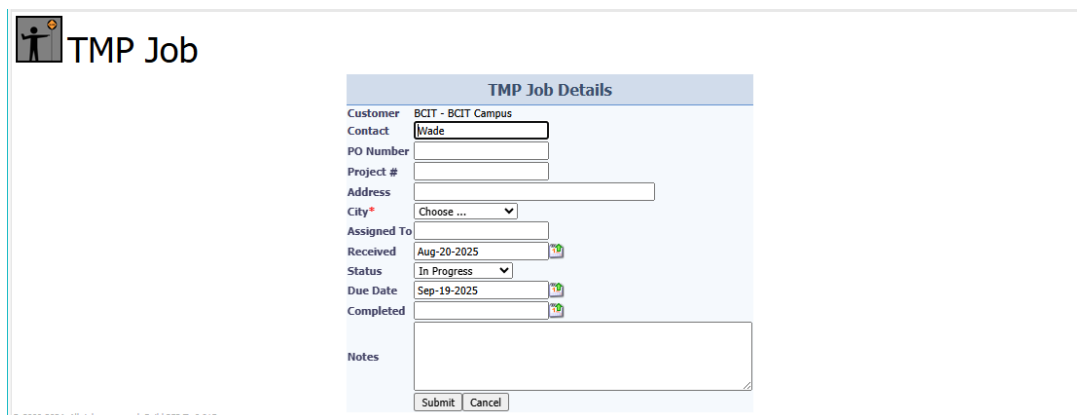 TMP Job
TMP Job Details
Customer BCIT - BCIT Campus
Contact Wade
PO Number
Project #
Address
City* Choose ...
Assigned To
Received Aug-20-2025
Status In Progress
Due Date Sep-19-2025
Completed
Notes
Submit Cancel